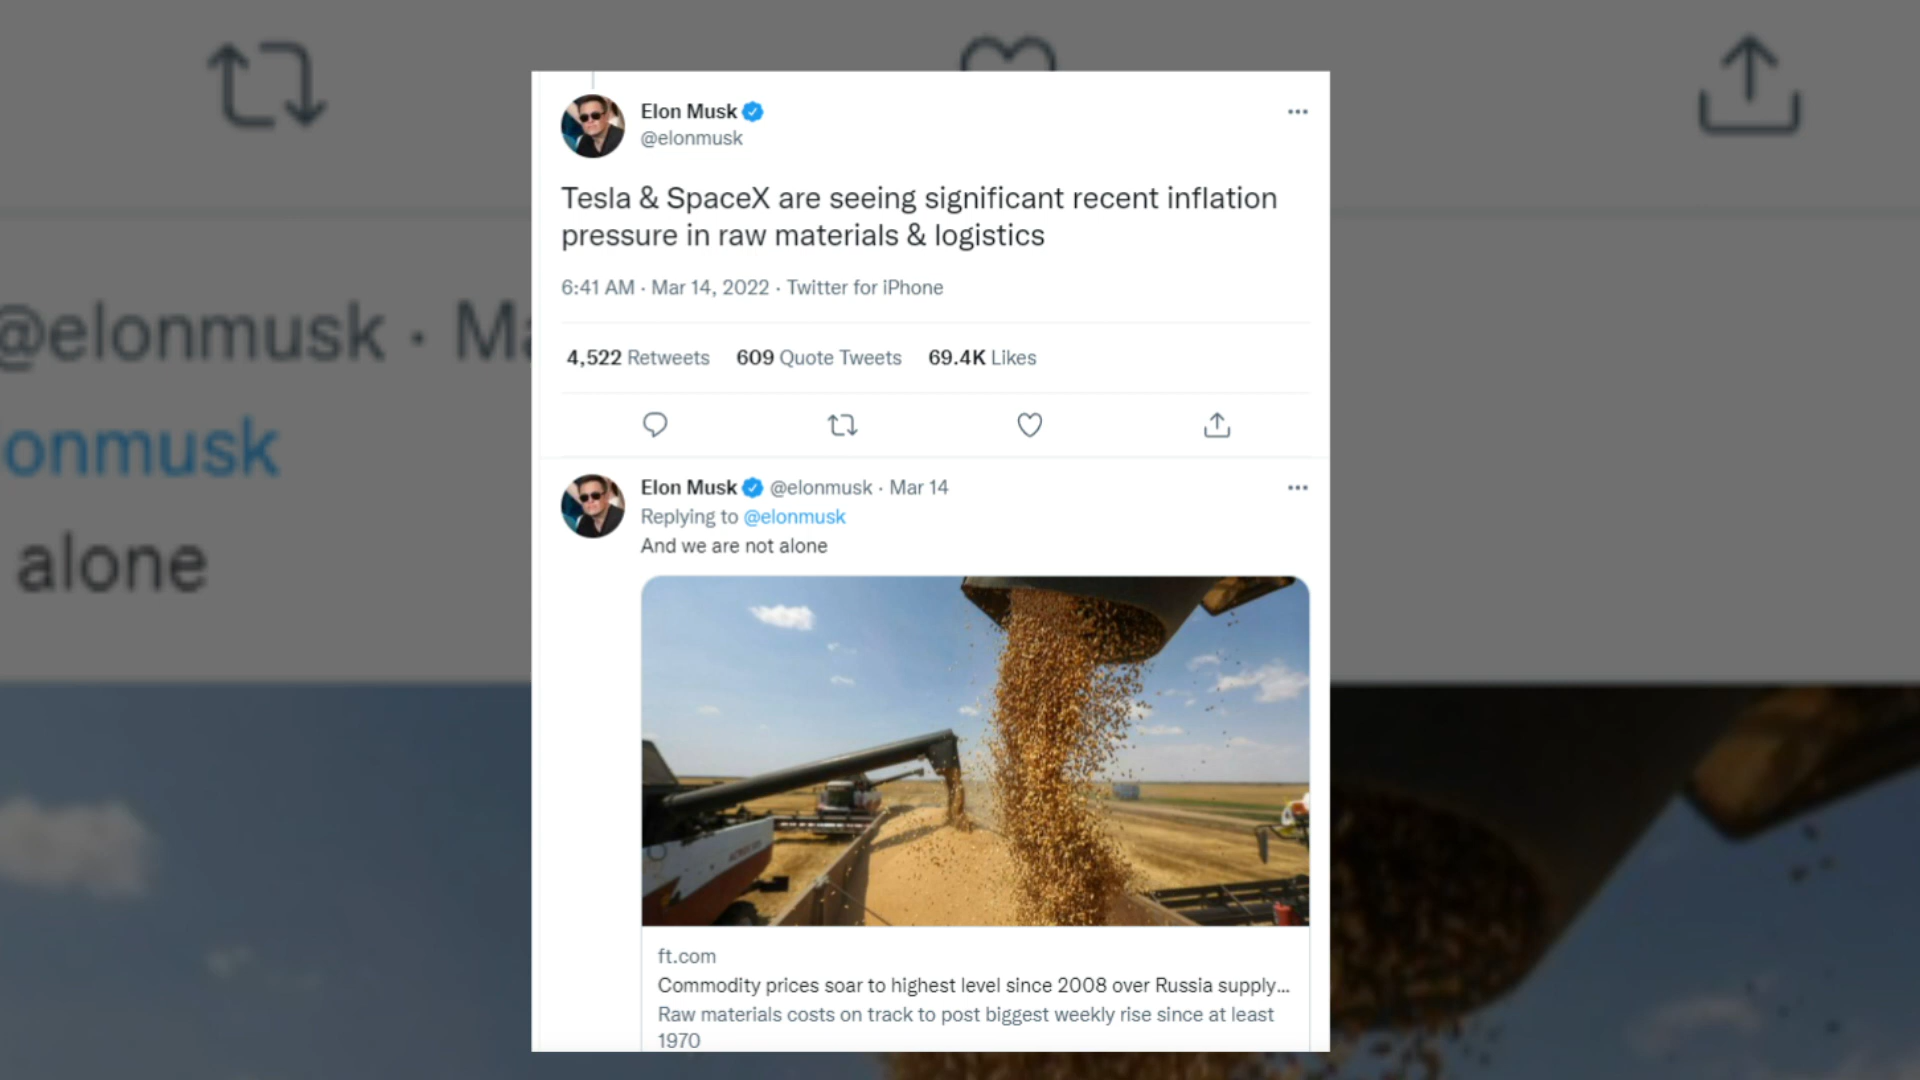 Elon Musk
@elonmusk
Tesla & SpaceX are seeing significant recent inflation
pressure in raw materials & logistics
6:41 AM · Mar 14, 2022 · Twitter for iPhone
4,522 Retweets 609 Quote Tweets 69.4K Likes
Elon Musk @elonmusk · Mar 14
Replying to @elonmusk
And we are not alone
ft.com
Commodity prices soar to highest level since 2008 over Russia supply...
Raw materials costs on track to post biggest weekly rise since at least
1970
@elonmusk · Ma
onmusk
alone